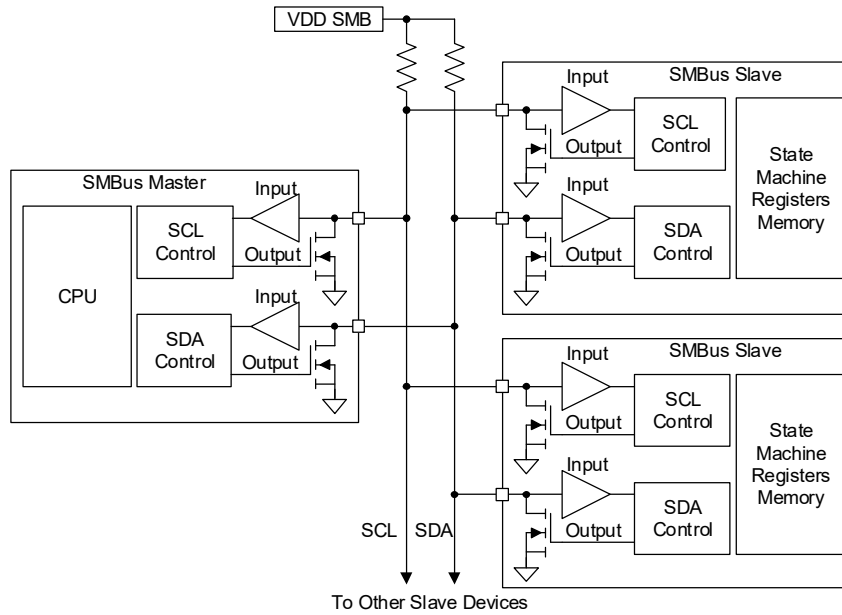 VDD SMB
SMBus Master
CPU
SCL
Control
Input
Output
SDA
Control
Input
Output
SMBus Slave
Input
SCL
Control
Output
Input
SDA
Control
Output
State
Machine
Registers
Memory
SMBus Slave
Input
SCL
Control
Output
Input
SDA
Control
Output
State
Machine
Registers
Memory
SCL
SDA
To Other Slave Devices